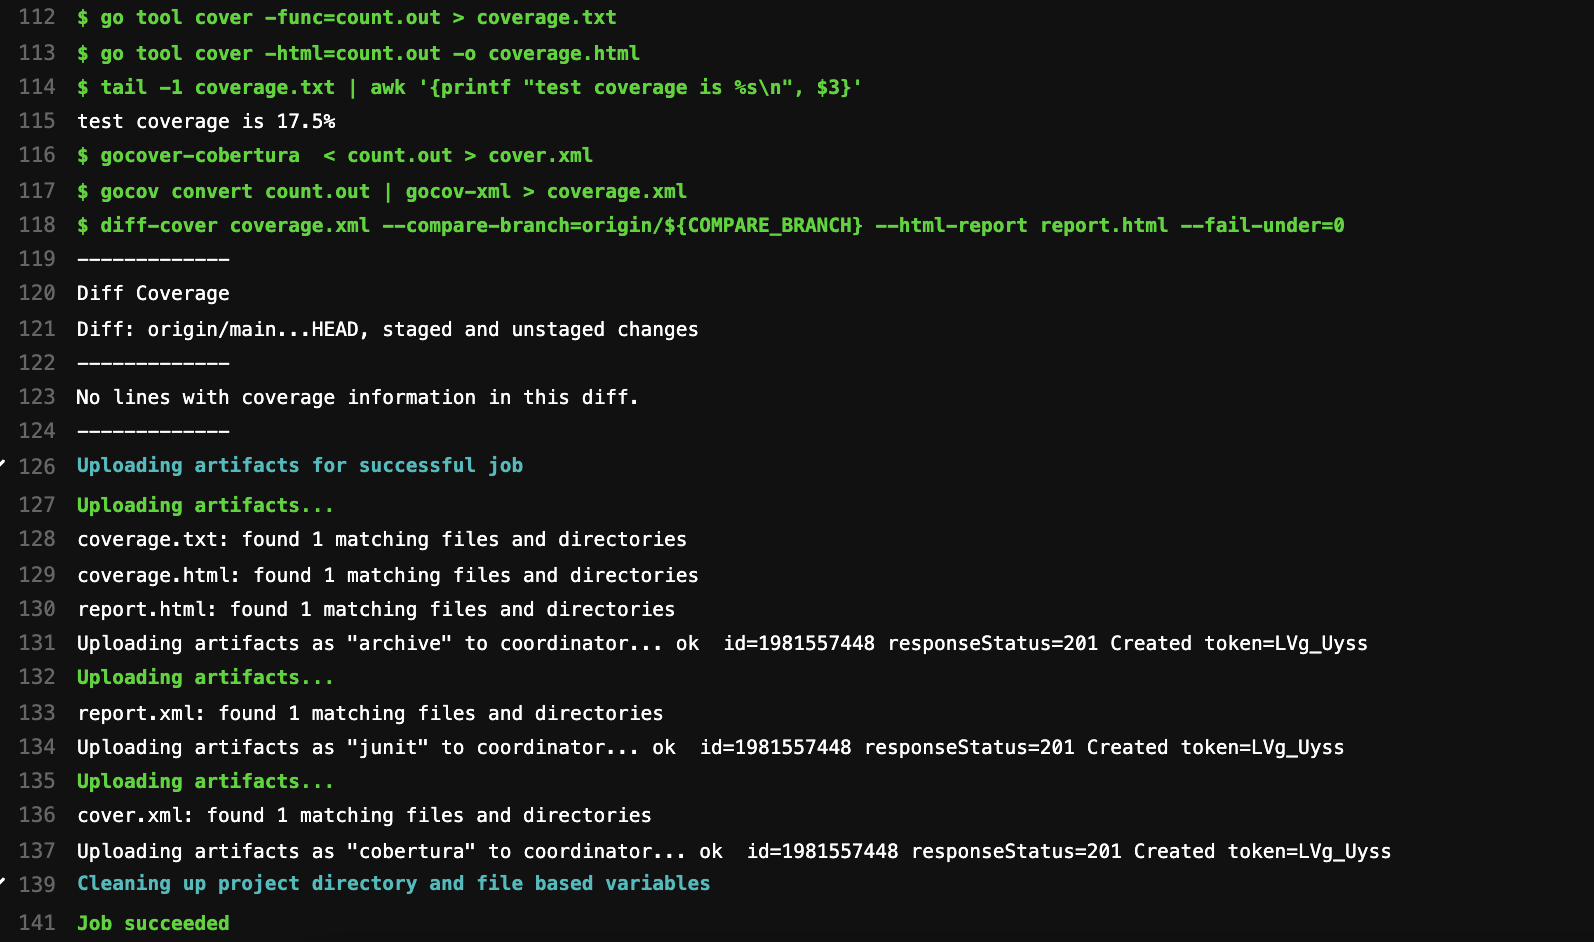 112 $ go tool cover -func=count.out > coverage.txt
113 $ go tool cover -html=count.out -o coverage.html
114 $ tail -1 coverage.txt | awk '{printf "test coverage is %s\n", $3}'
115 test coverage is 17.5%
116 $ gocover-cobertura  < count.out > cover.xml
117 $ gocov convert count.out | gocov-xml > coverage.xml
118 $ diff-cover coverage.xml --compare-branch=origin/${COMPARE_BRANCH} --html-report report.html --fail-under=0
119 -------------
120 Diff Coverage
121 Diff: origin/main...HEAD, staged and unstaged changes
122 -------------
123 No lines with coverage information in this diff.
124 -------------
126 Uploading artifacts for successful job
127 Uploading artifacts...
128 coverage.txt: found 1 matching files and directories
129 coverage.html: found 1 matching files and directories
130 report.html: found 1 matching files and directories
131 Uploading artifacts as "archive" to coordinator... ok  id=1981557448 responseStatus=201 Created token=LVg_Uyss
132 Uploading artifacts...
133 report.xml: found 1 matching files and directories
134 Uploading artifacts as "junit" to coordinator... ok  id=1981557448 responseStatus=201 Created token=LVg_Uyss
135 Uploading artifacts...
136 cover.xml: found 1 matching files and directories
137 Uploading artifacts as "cobertura" to coordinator... ok  id=1981557448 responseStatus=201 Created token=LVg_Uyss
139 Cleaning up project directory and file based variables
141 Job succeeded